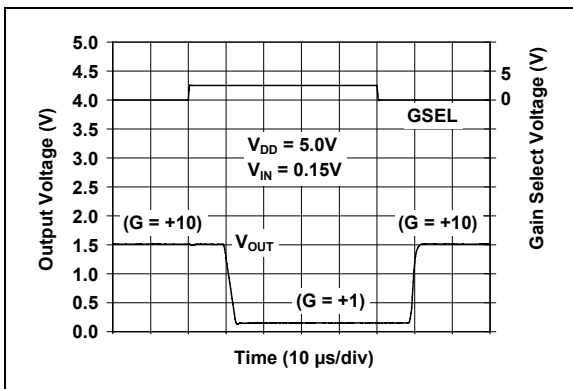 Output Voltage (V)
5.0
4.5
4.0
3.5
3.0
2.5
2.0
1.5
1.0
0.5
0.0
5
0
Gain Select Voltage (V)
GSEL
VDD = 5.0V
VIN = 0.15V
(G = +10)
(G = +10)
VOUT
(G = +1)
Time (10 µs/div)